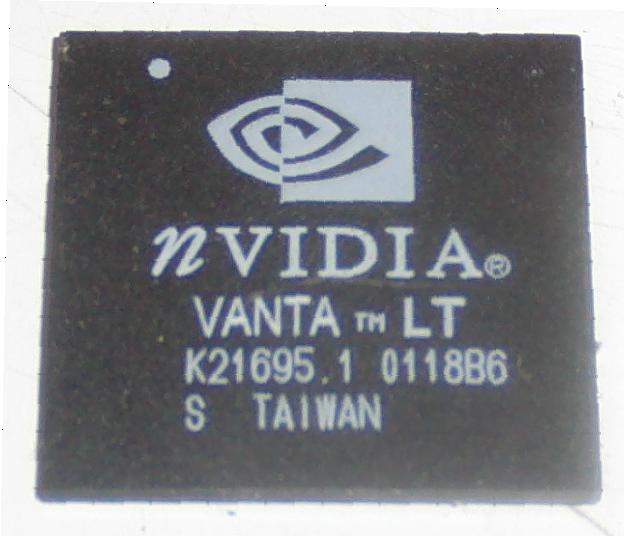 nVIDIA®
VANTA™ LT
K21695.1 0118B6
S TAIWAN